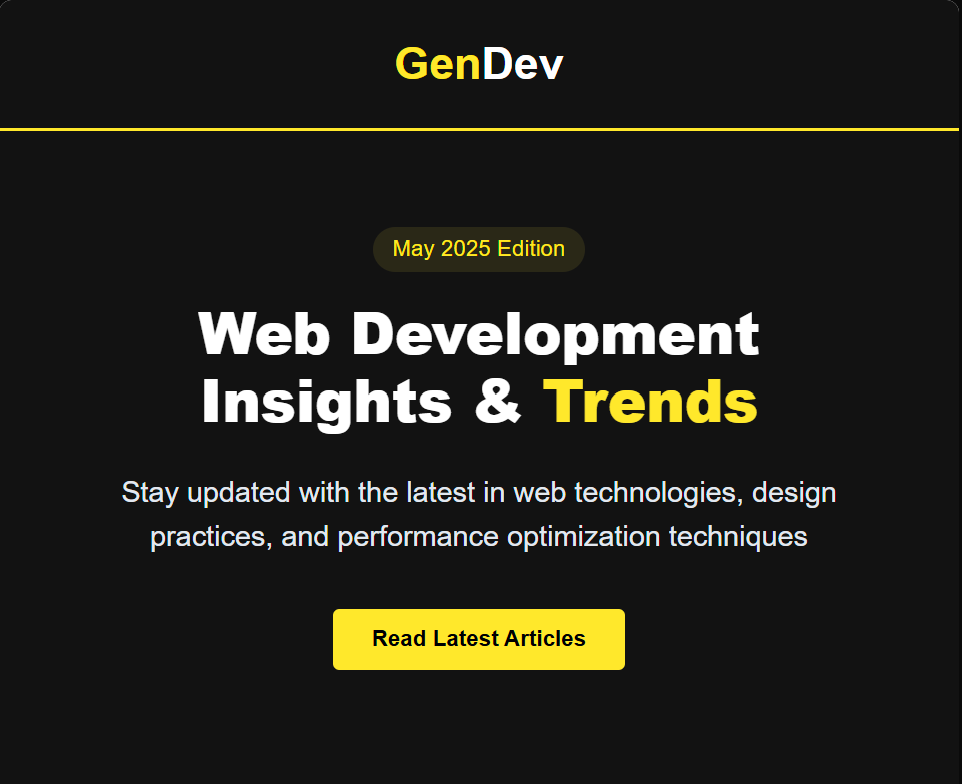 GenDev
May 2025 Edition
Web Development
Insights & Trends
Stay updated with the latest in web technologies, design
practices, and performance optimization techniques
Read Latest Articles